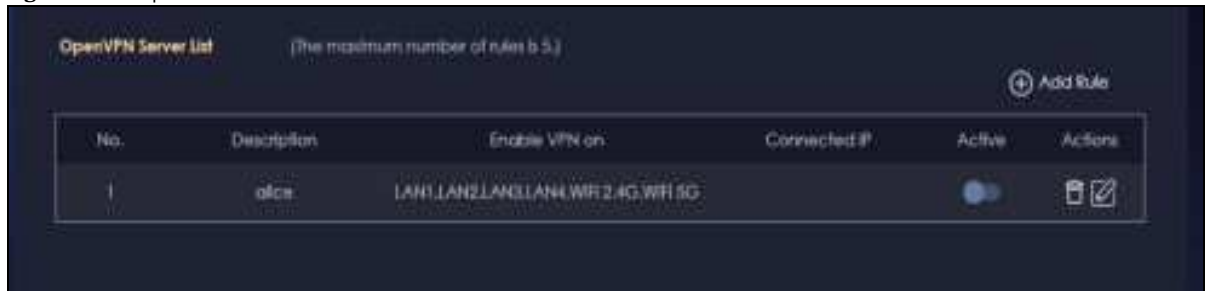 OpenVPN Server List (The maximum number of rules is 5.)
Add Rule
No. Description Enable VPN on Connected IP Active Actions
1 alice LAN1,LAN2,LAN3,LAN4,WIFI 2.4G,WIFI 5G